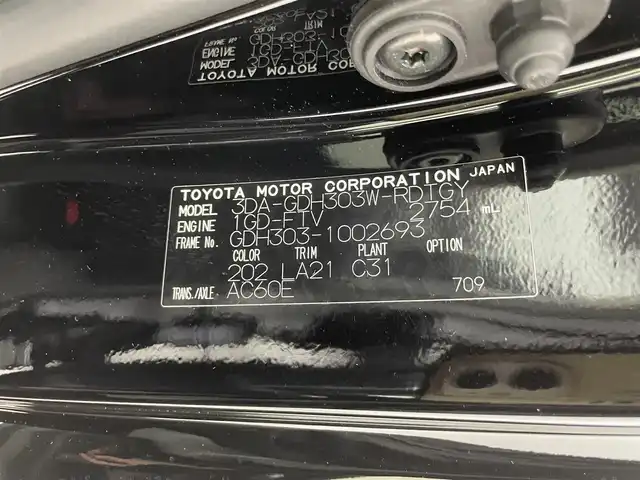 TOYOTA MOTOR CORPORATION JAPAN
MODEL 3DA-GDH303W-RDTGY
ENGINE 1GD-FTV 2754 mL
FRAME No. GDH303-1002693
COLOR TRIM PLANT OPTION
202 LA21 C31
TRANS./AXLE AC60E 709